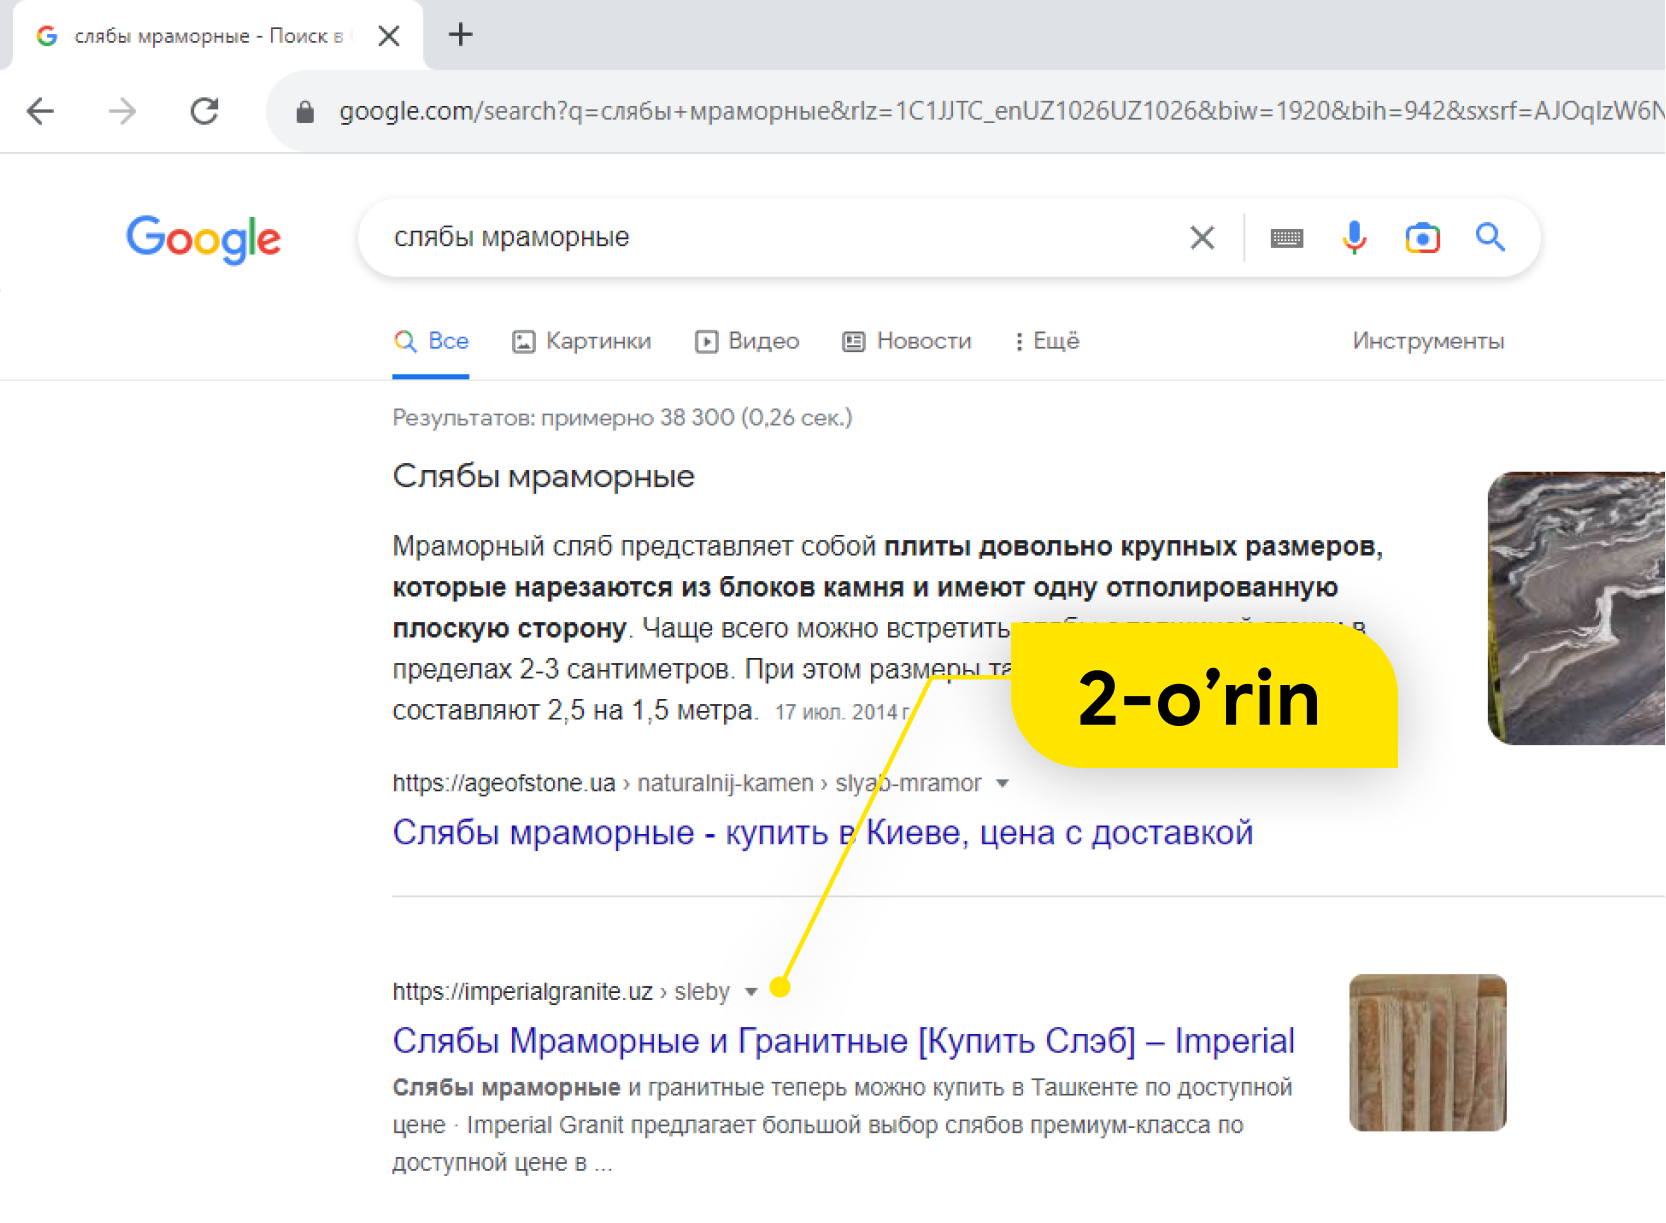 слябы мраморные - Поиск в
google.com/search?q=слябы+мраморные&rlz=1C1JJTC_enUZ1026UZ1026&biw=1920&bih=942&sxsrf=AJOqlzW6N
Google
слябы мраморные
Все Картинки Видео Новости Ещё Инструменты
Результатов: примерно 38 300 (0,26 сек.)
Слябы мраморные
Мраморный сляб представляет собой плиты довольно крупных размеров,
которые нарезаются из блоков камня и имеют одну отполированную
плоскую сторону. Чаще всего можно встретить в
пределах 2-3 сантиметров. При этом размеры
составляют 2,5 на 1,5 метра. 17 июл. 2014 г.
2-o’rin
https://ageofstone.ua › naturalnij-kamen › slyab-mramor
Слябы мраморные - купить в Киеве, цена с доставкой
https://imperialgranite.uz › sleby
Слябы Мраморные и Гранитные [Купить Слэб] – Imperial
Слябы мраморные и гранитные теперь можно купить в Ташкенте по доступной
цене · Imperial Granit предлагает большой выбор слябов премиум-класса по
доступной цене в ...